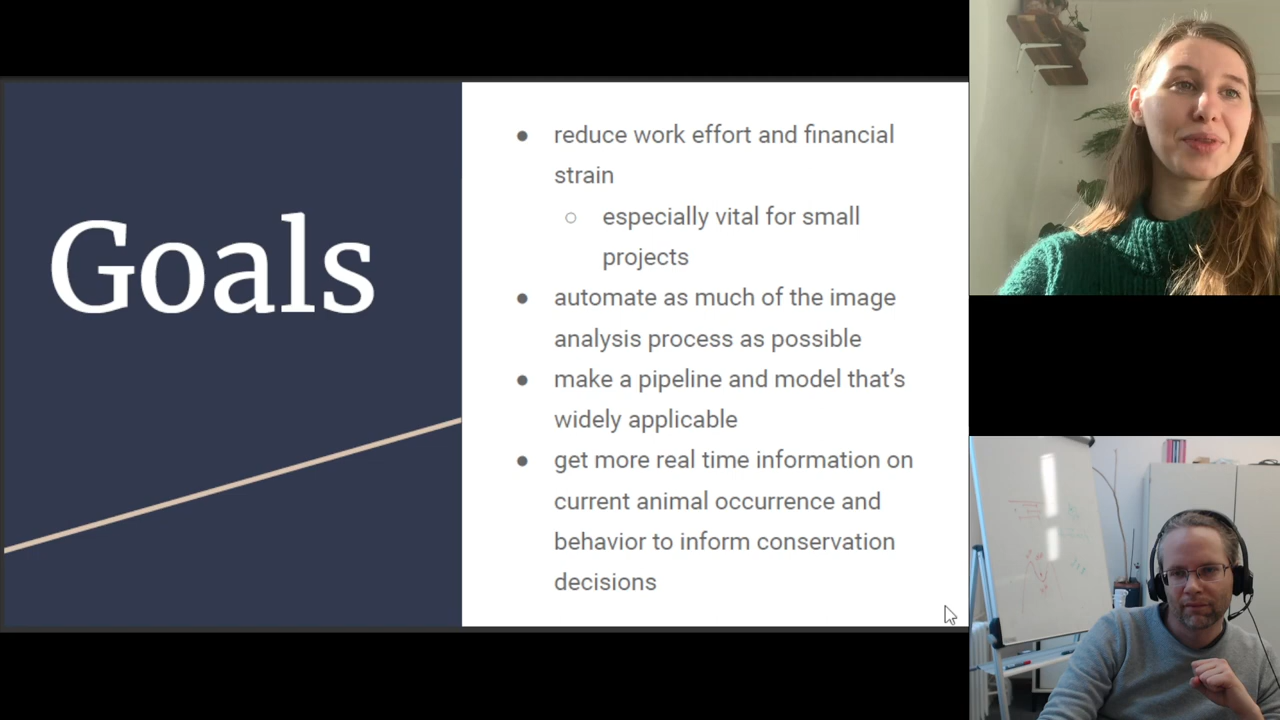 Goals
● reduce work effort and financial
strain
○ especially vital for small
projects
● automate as much of the image
analysis process as possible
● make a pipeline and model that’s
widely applicable
● get more real time information on
current animal occurrence and
behavior to inform conservation
decisions